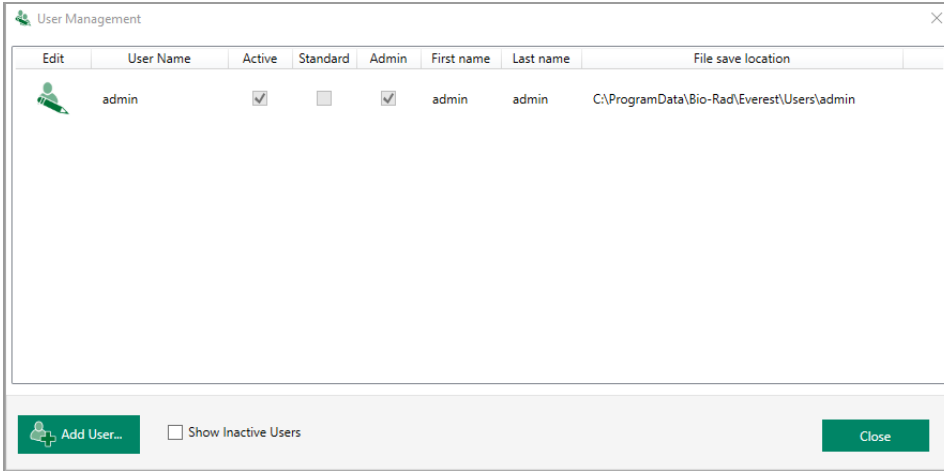 User Management
Edit User Name Active Standard Admin First name Last name File save location
admin admin admin C:\ProgramData\Bio-Rad\Everest\Users\admin
Add User... Show Inactive Users Close